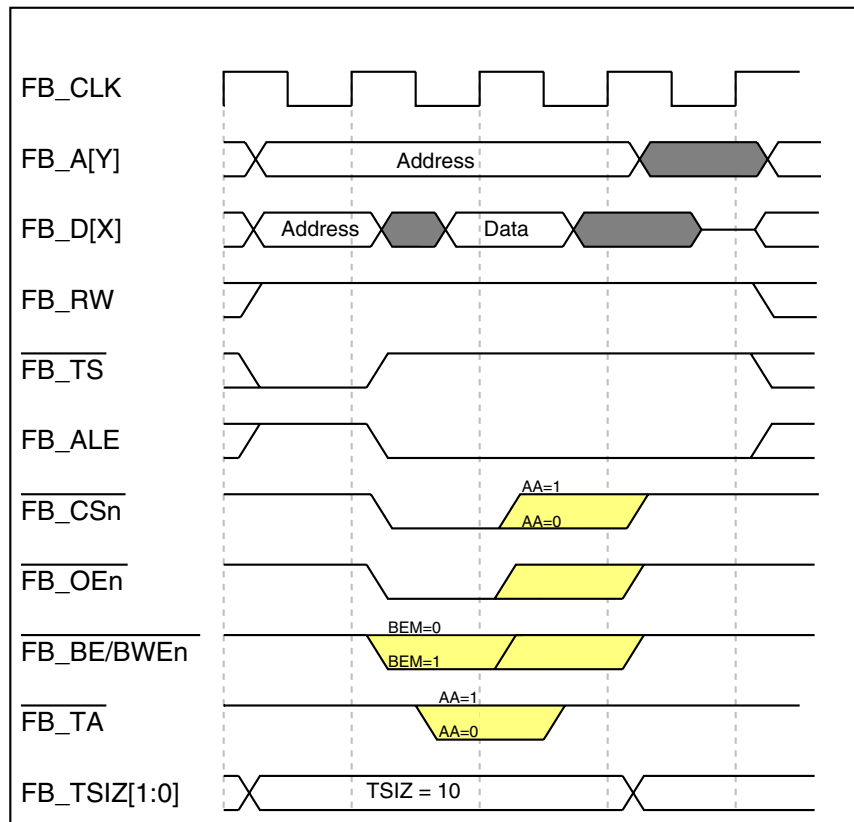 FB_CLK
FB_A[Y]
Address
FB_D[X]
Address
Data
FB_RW
FB_TS
FB_ALE
FB_CSn
AA=1
AA=0
FB_OEn
FB_BE/BWEn
BEM=0
BEM=1
FB_TA
AA=1
AA=0
FB_TSIZ[1:0]
TSIZ = 10